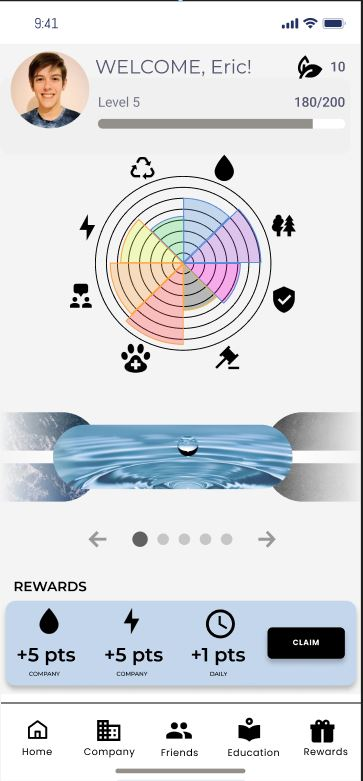 9:41
WELCOME, Eric!
10
Level 5
180/200
REWARDS
+5 pts
+5 pts
+1 pts
COMPANY
COMPANY
DAILY
CLAIM
Home
Company
Friends
Education
Rewards